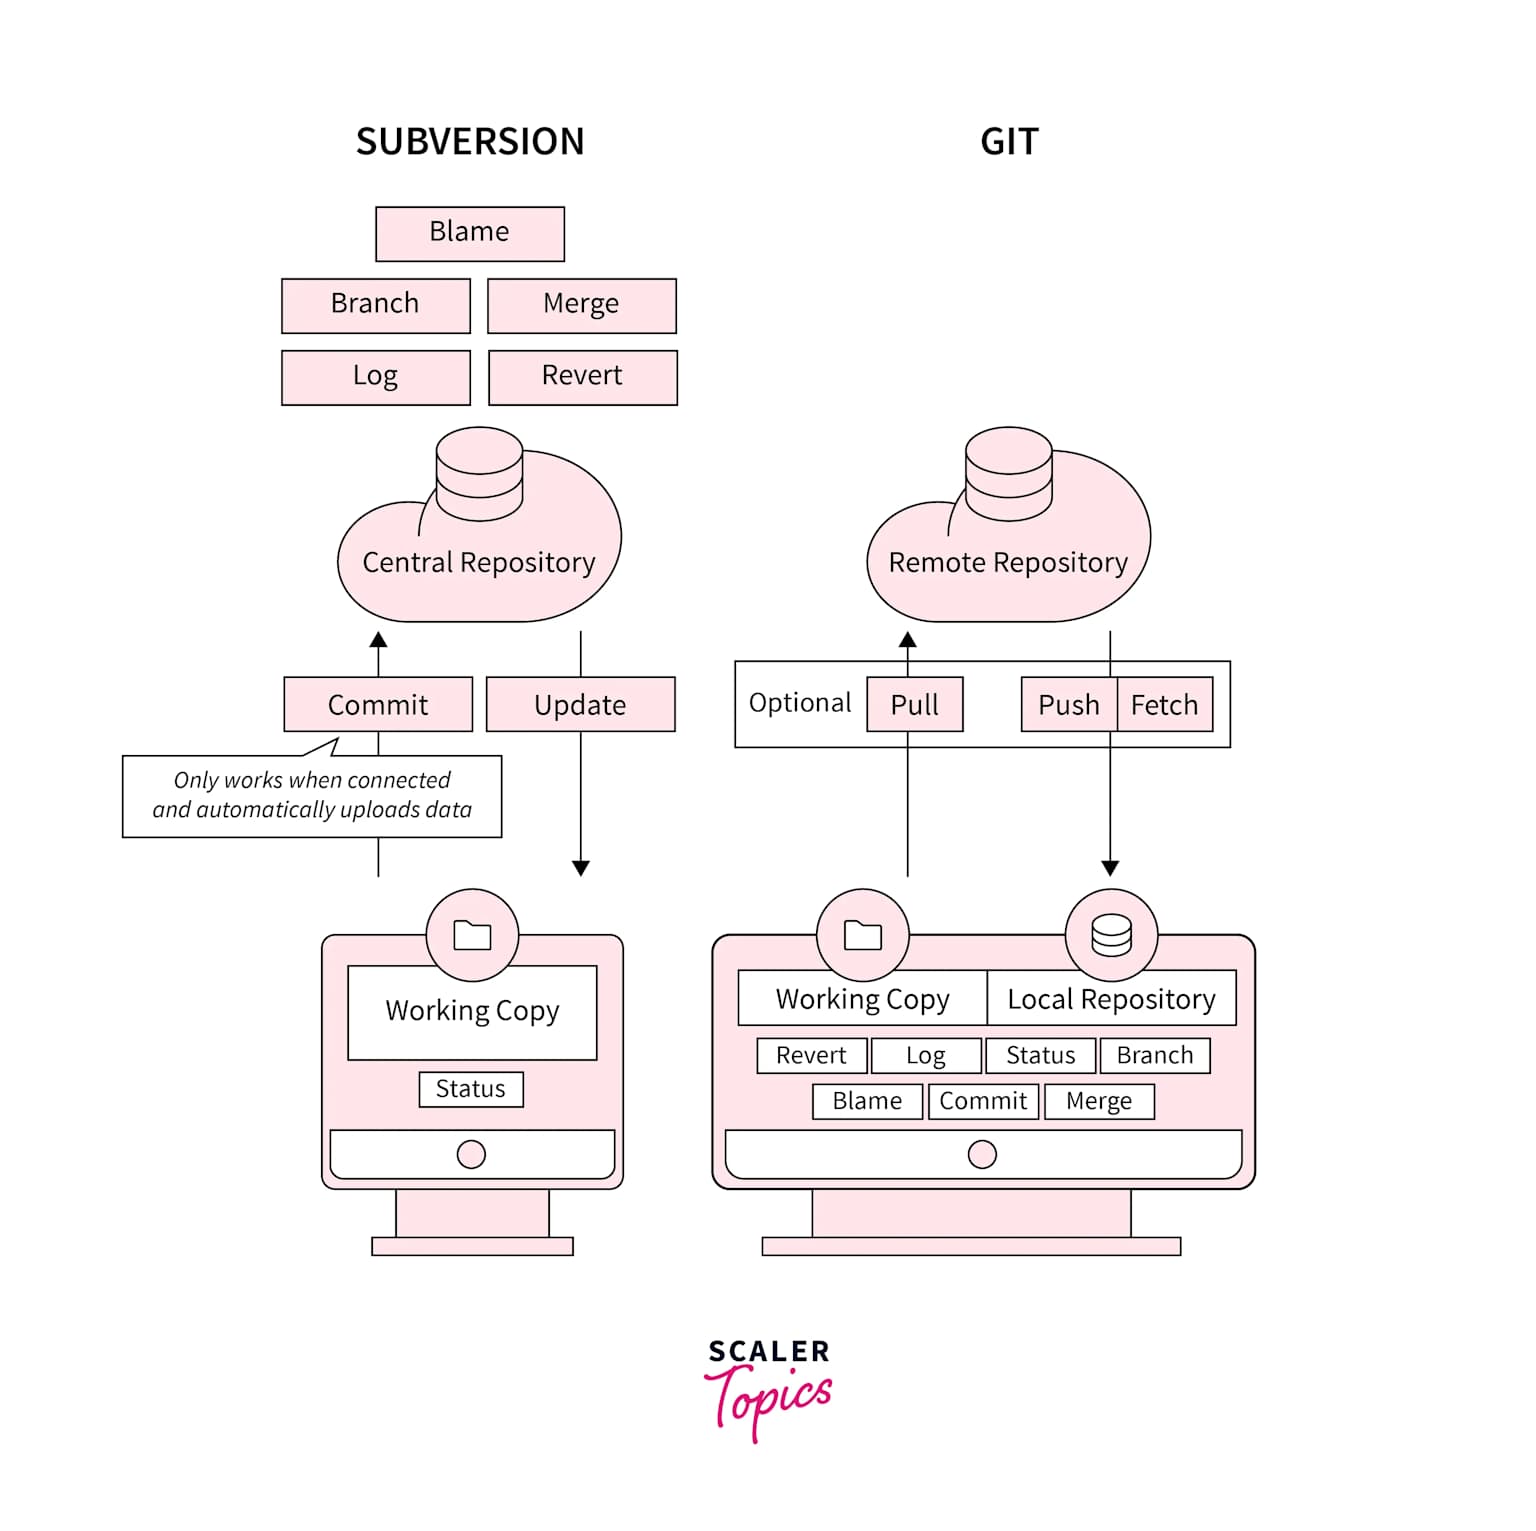 SUBVERSION
Blame
Branch
Merge
Log
Revert
Central Repository
Commit
Update
Only works when connected
and automatically uploads data
Working Copy
Status
GIT
Remote Repository
Optional
Pull
Push
Fetch
Working Copy
Local Repository
Revert
Log
Status
Branch
Blame
Commit
Merge
SCALER
Topics